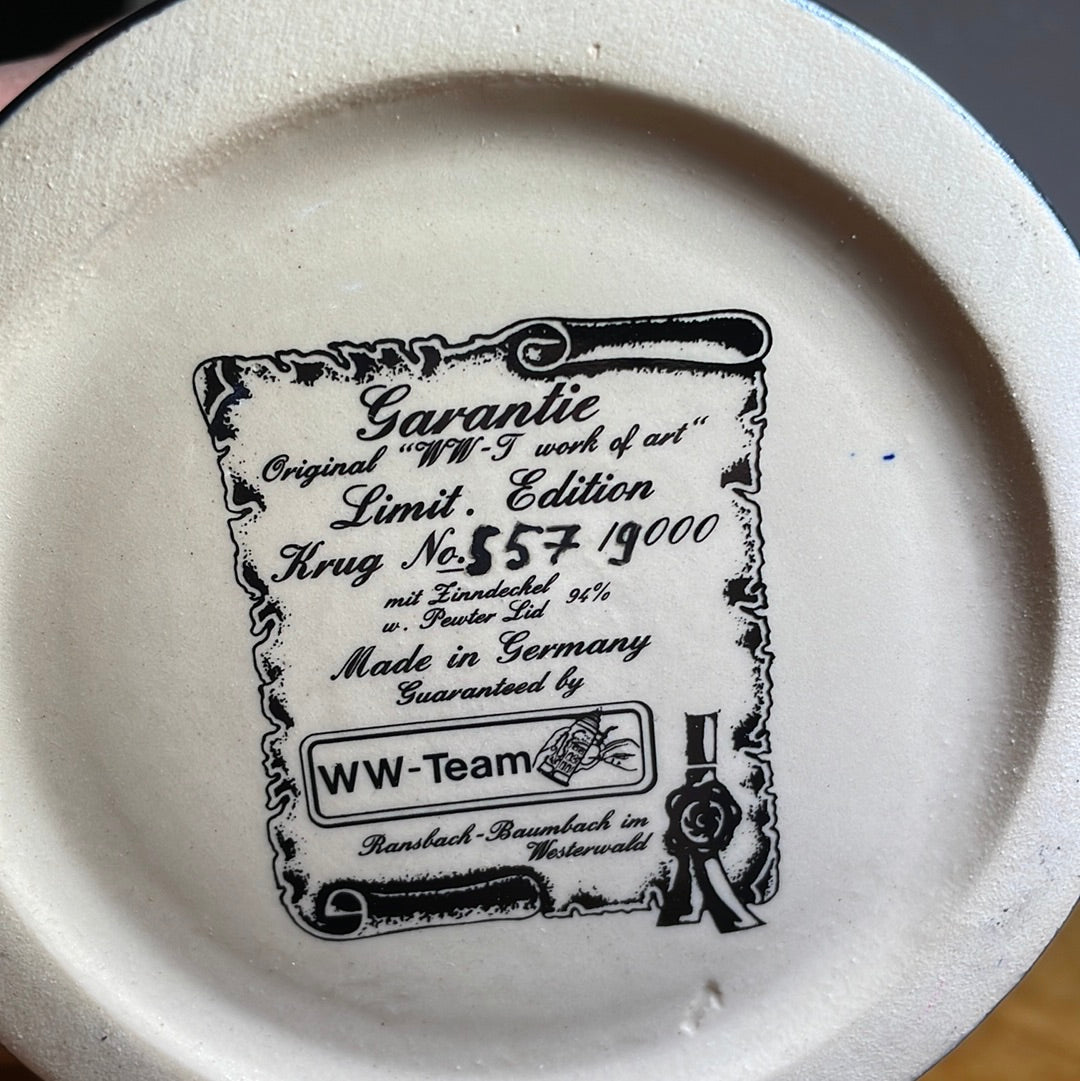 Garantie
Original “WW-T work of art“
Limit. Edition
Krug No. 557 /9000
mit Zinndeckel 94%
w. Pewter Lid
Made in Germany
Guaranteed by
WW-Team
Ransbach-Baumbach im
Westerwald